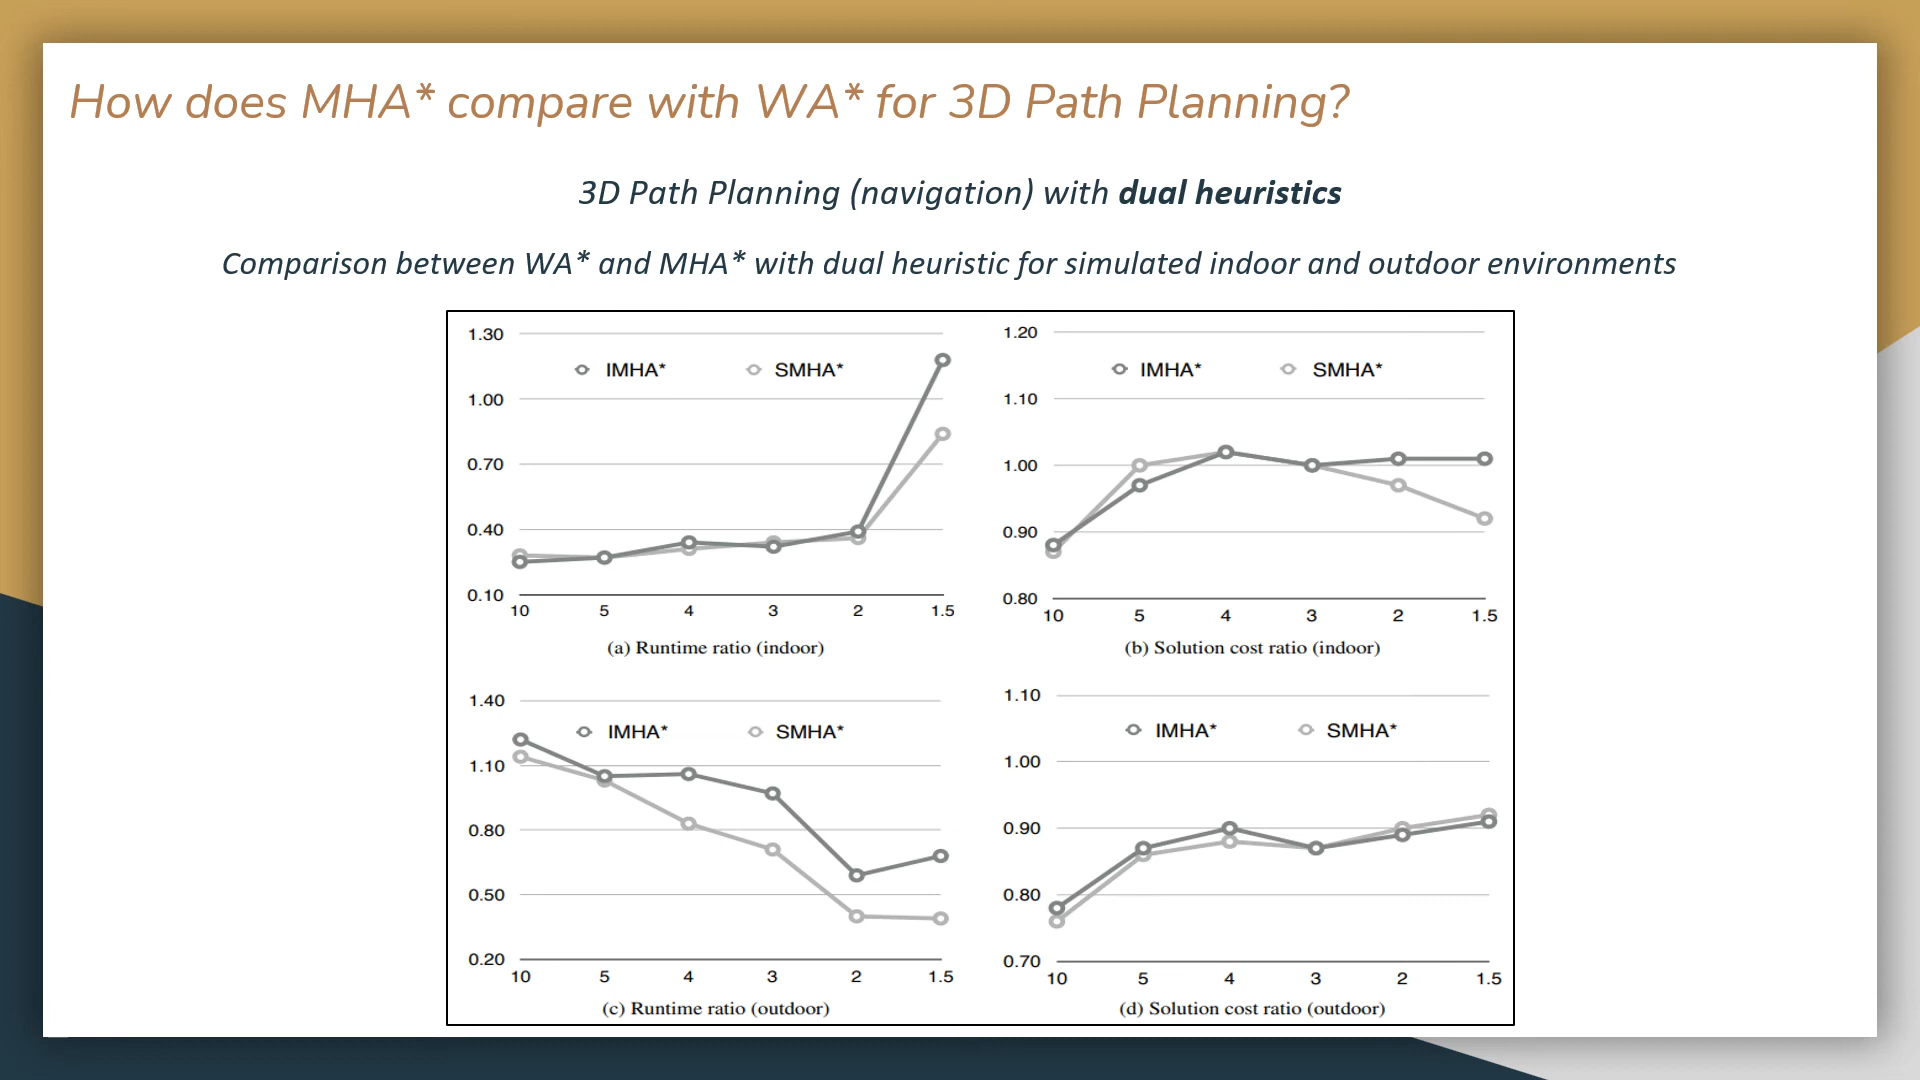 How does MHA* compare with WA* for 3D Path Planning?
3D Path Planning (navigation) with dual heuristics
Comparison between WA* and MHA* with dual heuristic for simulated indoor and outdoor environments
1.30
IMHA* SMHA*
1.00
0.70
0.40
0.10
10 5 4 3 2 1.5
(a) Runtime ratio (indoor)
1.20
IMHA* SMHA*
1.10
1.00
0.90
0.80
10 5 4 3 2 1.5
(b) Solution cost ratio (indoor)
1.40
IMHA* SMHA*
1.10
0.80
0.50
0.20
10 5 4 3 2 1.5
(c) Runtime ratio (outdoor)
1.10
IMHA* SMHA*
1.00
0.90
0.80
0.70
10 5 4 3 2 1.5
(d) Solution cost ratio (outdoor)